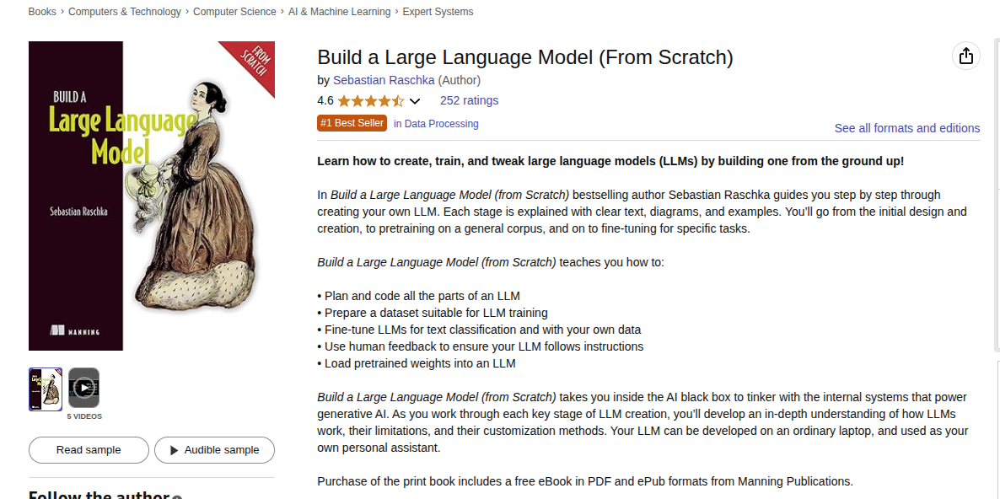 Books › Computers & Technology › Computer Science › AI & Machine Learning › Expert Systems
FROM
SCRATCH
BUILD A
Large Language
Model
Sebastian Raschka
MANNING
5 VIDEOS
Read sample
Audible sample
Follow the author
Build a Large Language Model (From Scratch)
by Sebastian Raschka (Author)
4.6 252 ratings
#1 Best Seller in Data Processing
See all formats and editions
Learn how to create, train, and tweak large language models (LLMs) by building one from the ground up!
In Build a Large Language Model (from Scratch) bestselling author Sebastian Raschka guides you step by step through
creating your own LLM. Each stage is explained with clear text, diagrams, and examples. You’ll go from the initial design and
creation, to pretraining on a general corpus, and on to fine-tuning for specific tasks.
Build a Large Language Model (from Scratch) teaches you how to:
• Plan and code all the parts of an LLM
• Prepare a dataset suitable for LLM training
• Fine-tune LLMs for text classification and with your own data
• Use human feedback to ensure your LLM follows instructions
• Load pretrained weights into an LLM
Build a Large Language Model (from Scratch) takes you inside the AI black box to tinker with the internal systems that power
generative AI. As you work through each key stage of LLM creation, you’ll develop an in-depth understanding of how LLMs
work, their limitations, and their customization methods. Your LLM can be developed on an ordinary laptop, and used as your
own personal assistant.
Purchase of the print book includes a free eBook in PDF and ePub formats from Manning Publications.